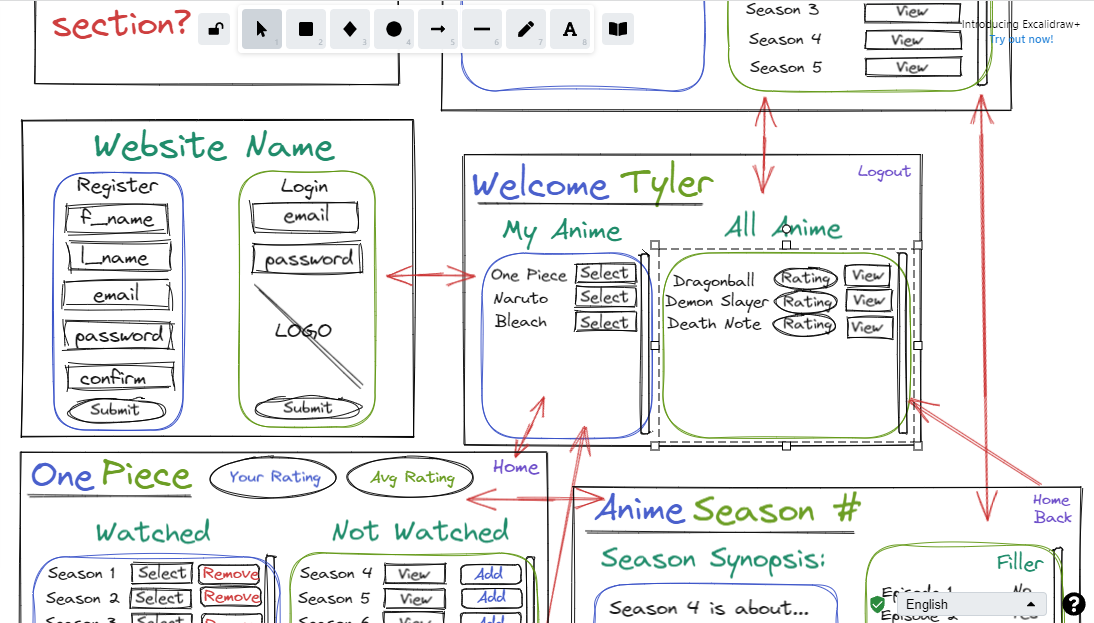 section?
1
2
3
4
5
6
7
A
8
Introducing Excalidraw+
Try out now!
Season 3
View
Season 4
View
Season 5
View
Website Name
Register
f_name
l_name
email
password
confirm
Submit
Login
email
password
LOGO
Submit
Welcome Tyler
Logout
My Anime
One Piece Select
Naruto Select
Bleach Select
All Anime
Dragonball Rating View
Demon Slayer Rating View
Death Note Rating View
One Piece
Your Rating
Avg Rating
Home
Watched
Season 1 Select Remove
Season 2 Select Remove
Season 3 Select Remove
Not Watched
Season 4 View Add
Season 5 View Add
Season 6 View Add
Anime Season #
Home
Back
Season Synopsis:
Season 4 is about...
Filler
Episode 1 No
Episode 2 Yes
English
?